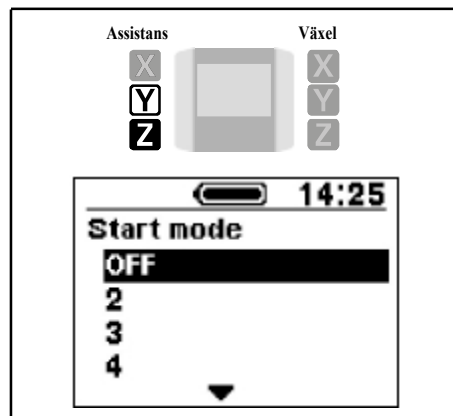 Assistans Växel
X X
Y Y
Z Z
14:25
Start mode
OFF
2
3
4